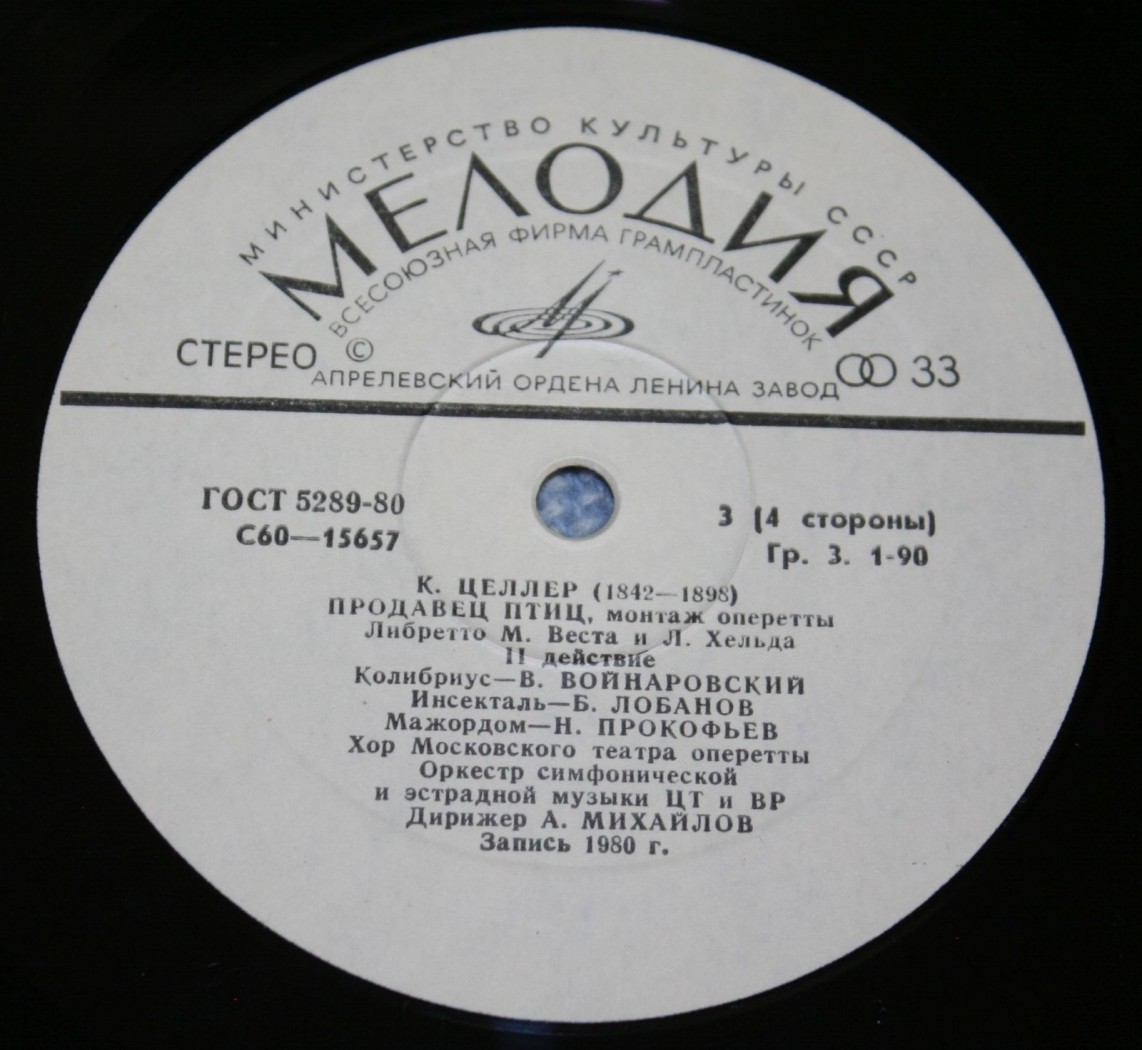 МИНИСТЕРСТВО КУЛЬТУРЫ СССР
МЕЛОДИЯ
ВСЕСОЮЗНАЯ ФИРМА ГРАМПЛАСТИНОК
СТЕРЕО ©
33
АПРЕЛЕВСКИЙ ОРДЕНА ЛЕНИНА ЗАВОД
ГОСТ 5289-80
С60—15657
3 (4 стороны)
Гр. 3. 1-90
К. ЦЕЛЛЕР (1842—1898)
ПРОДАВЕЦ ПТИЦ, монтаж оперетты
Либретто М. Веста и Л. Хельда
II действие
Колибриус—В. ВОЙНАРОВСКИЙ
Инсекталь—Б. ЛОБАНОВ
Мажордом—Н. ПРОКОФЬЕВ
Хор Московского театра оперетты
Оркестр симфонической
и эстрадной музыки ЦТ и ВР
Дирижер А. МИХАЙЛОВ
Запись 1980 г.